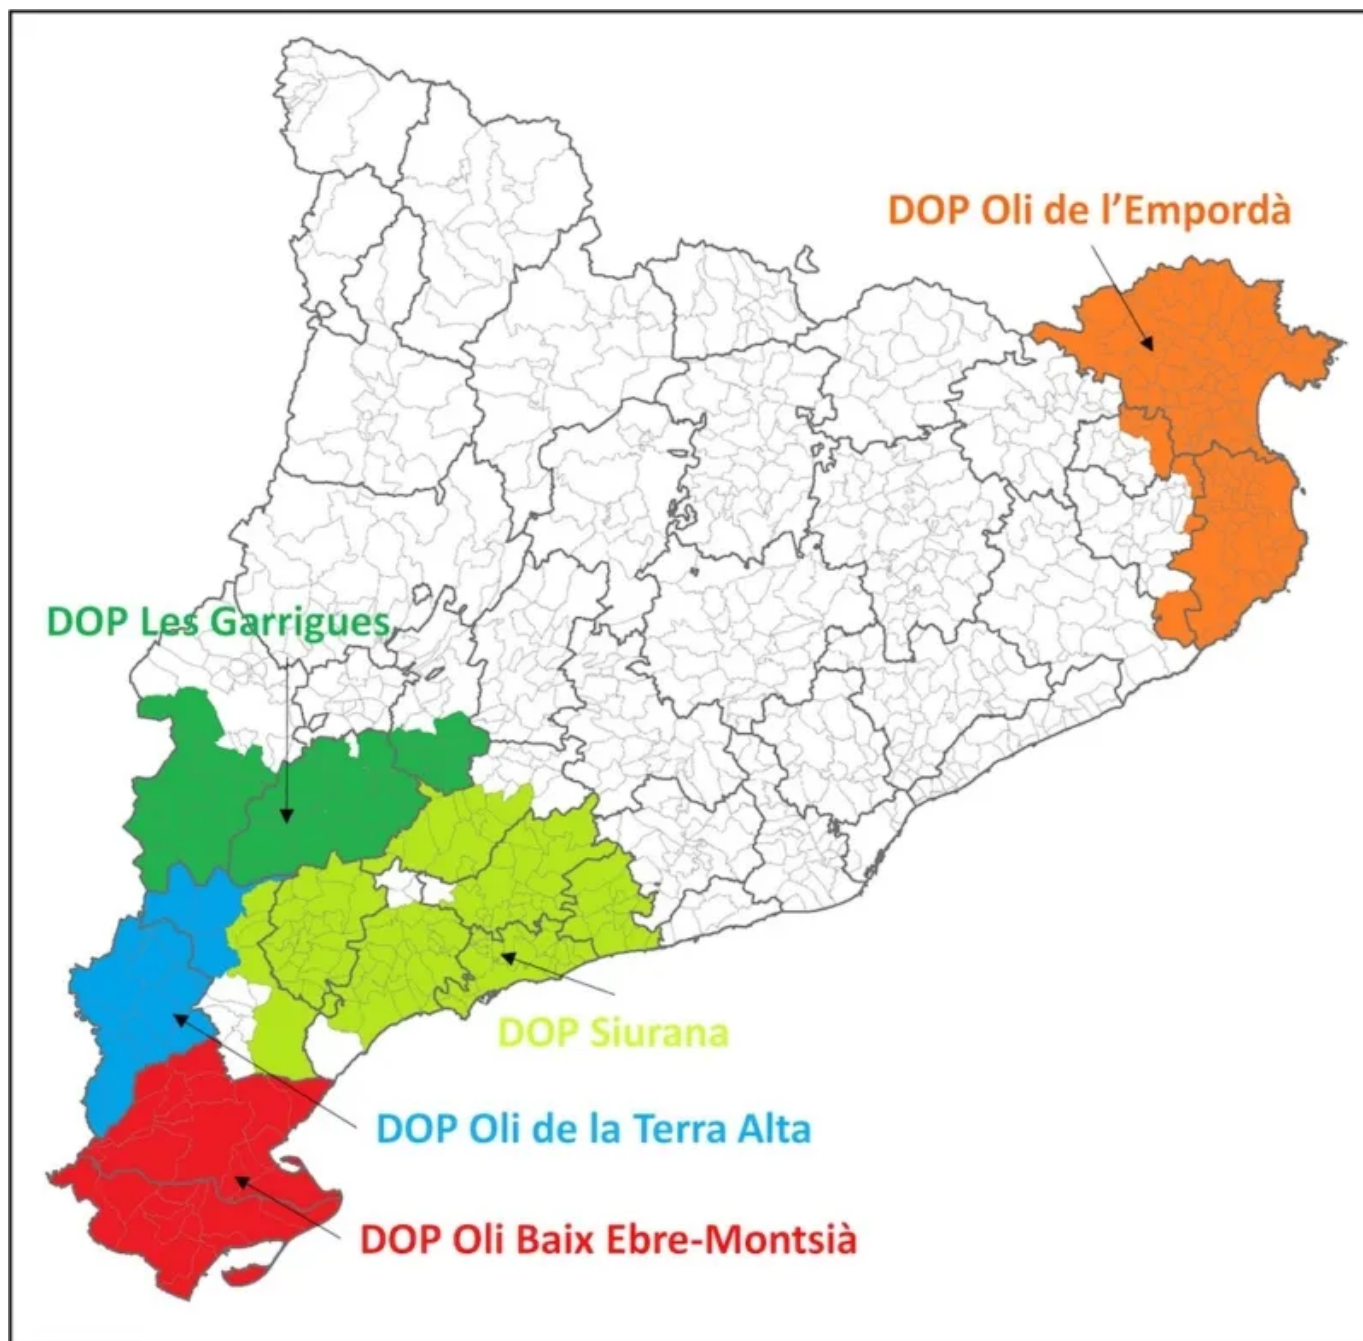 DOP Oli de l’Empordà
DOP Les Garrigues
DOP Siurana
DOP Oli de la Terra Alta
DOP Oli Baix Ebre-Montsià